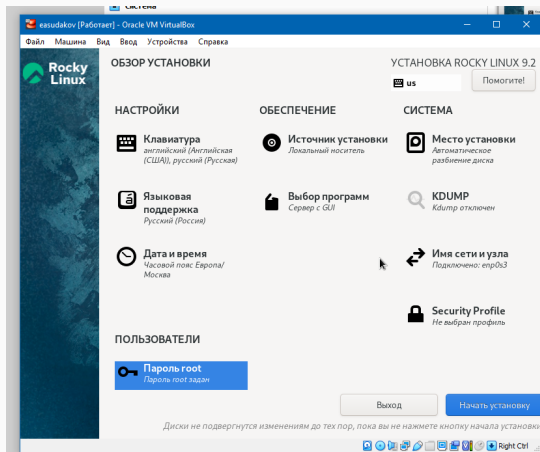 Система
easudakov [Работает] - Oracle VM VirtualBox
Файл Машина Вид Ввод Устройства Справка
Rocky Linux
ОБЗОР УСТАНОВКИ
УСТАНОВКА ROCKY LINUX 9.2
us
Помогите!
НАСТРОЙКИ
Клавиатура
английский (Английская
(США)), русский (Русская)
Языковая
поддержка
Русский (Россия)
Дата и время
Часовой пояс Европа/
Москва
ОБЕСПЕЧЕНИЕ
Источник установки
Локальный носитель
Выбор программ
Сервер с GUI
СИСТЕМА
Место установки
Автоматическое
разбиение диска
KDUMP
Kdump отключен
Имя сети и узла
Подключено: enp0s3
Security Profile
Не выбран профиль
ПОЛЬЗОВАТЕЛИ
Пароль root
Пароль root задан
Выход
Начать установку
Диски не подвергнутся изменениям до тех пор, пока вы не нажмете кнопку начала установки
Right Ctrl